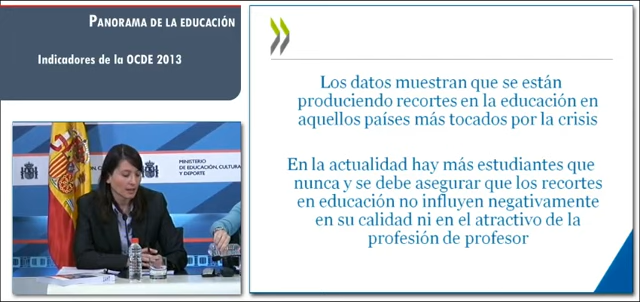 PANORAMA DE LA EDUCACIÓN
Indicadores de la OCDE 2013
Los datos muestran que se están
produciendo recortes en la educación en
aquellos países más tocados por la crisis
En la actualidad hay más estudiantes que
nunca y se debe asegurar que los recortes
en educación no influyen negativamente
en su calidad ni en el atractivo de la
profesión de profesor
MINISTERIO
DE EDUCACIÓN, CULTURA
Y DEPORTE